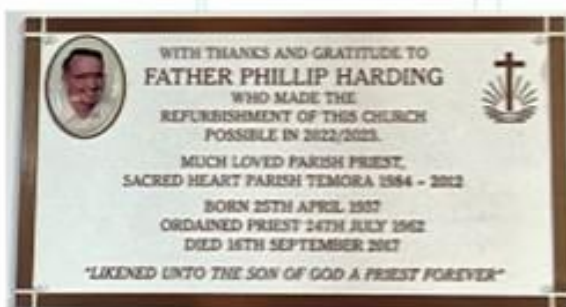 WITH THANKS AND GRATITUDE TO
FATHER PHILLIP HARDING
WHO MADE THE
REFURBISHMENT OF THIS CHURCH
POSSIBLE IN 2022/2023.
MUCH LOVED PARISH PRIEST,
SACRED HEART PARISH TEMORA 1984 – 2012
BORN 25TH APRIL 1937
ORDAINED PRIEST 24TH JULY 1962
DIED 16TH SEPTEMBER 2017
"LIKENED UNTO THE SON OF GOD A PRIEST FOREVER"